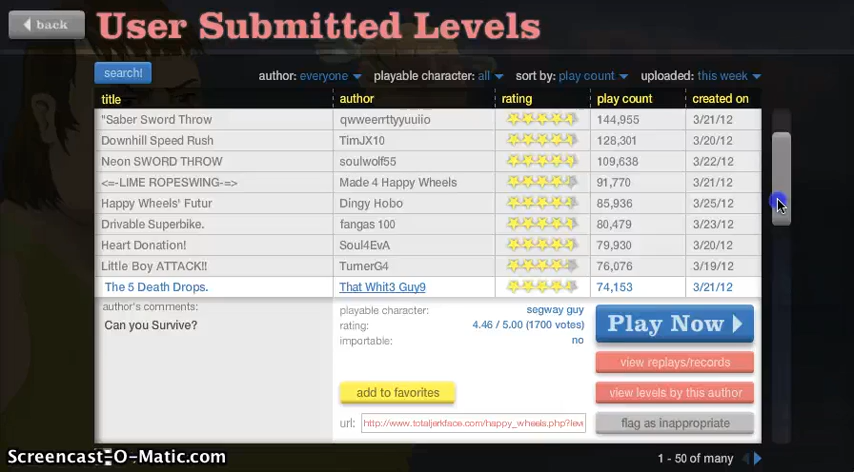 back
User Submitted Levels
search!
author: everyone playable character: all sort by: play count uploaded: this week
title author rating play count created on
"Saber Sword Throw qwweerrttyyuuiio 144,955 3/21/12
Downhill Speed Rush TimJX10 128,301 3/20/12
Neon SWORD THROW soulwolf55 109,638 3/22/12
<=-LIME ROPESWING-=> Made 4 Happy Wheels 91,770 3/21/12
Happy Wheels' Futur Dingy Hobo 85,936 3/25/12
Drivable Superbike. fangas 100 80,479 3/23/12
Heart Donation! Soul4EvA 79,930 3/20/12
Little Boy ATTACK!! TurnerG4 76,076 3/19/12
The 5 Death Drops. That Whit3 Guy9 74,153 3/21/12
author's comments:
Can you Survive?
playable character: segway guy
rating: 4.46 / 5.00 (1700 votes)
importable: no
add to favorites
url: http://www.totaljerkface.com/happy_wheels.php?leve
Play Now
view replays/records
view levels by this author
flag as inappropriate
1 - 50 of many
Screencast-O-Matic.com